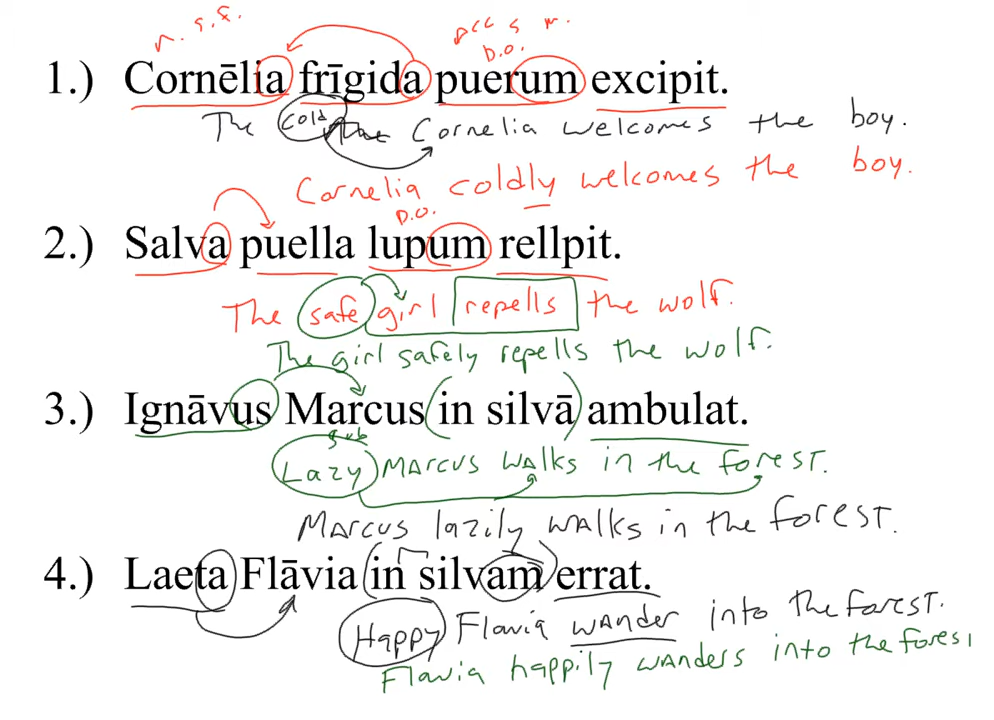 n. s. f. acc s m.
D.O.
1.) Cornēlia frīgida puerum excipit.
The cold Cornelia welcomes the boy.
Cornelia coldly welcomes the boy.
D.O.
2.) Salva puella lupum rellpit.
The safe girl repells the wolf.
The girl safely repells the wolf.
3.) Ignāvus Marcus (in silvā) ambulat.
sub
Lazy Marcus walks in the forest.
Marcus lazily walks in the forest.
4.) Laeta Flāvia (in silvam) errat.
Happy Flavia wander into the forest.
Flavia happily wanders into the fores